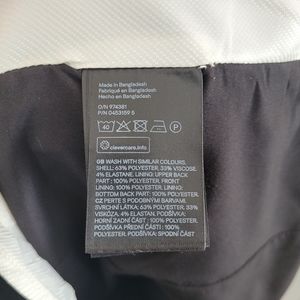 Made in Bangladesh
Fabriqué en Bangladesh
Hecho en Bangladesh
O/N 974381
P/N 0453159 5
40
P
clevercare.info
GB WASH WITH SIMILAR COLOURS.
SHELL: 63% POLYESTER, 33% VISCOSE,
4% ELASTANE. LINING: UPPER BACK
PART: 100% POLYESTER. FRONT LINING:
100% POLYESTER. LINING:
BOTTOM BACK PART: 100% POLYESTER
CZ PERTE S PODOBNÝMI BARVAMI.
SVRCHNÍ LÁTKA: 63% POLYESTER, 33%
VISKÓZA, 4% ELASTAN. PODŠÍVKA:
HORNÍ ZADNÍ ČÁST: 100% POLYESTER
PODŠÍVKA PŘEDNÍ ČÁSTI: 100%
POLYESTER. PODŠÍVKA: SPODNÍ ČÁST